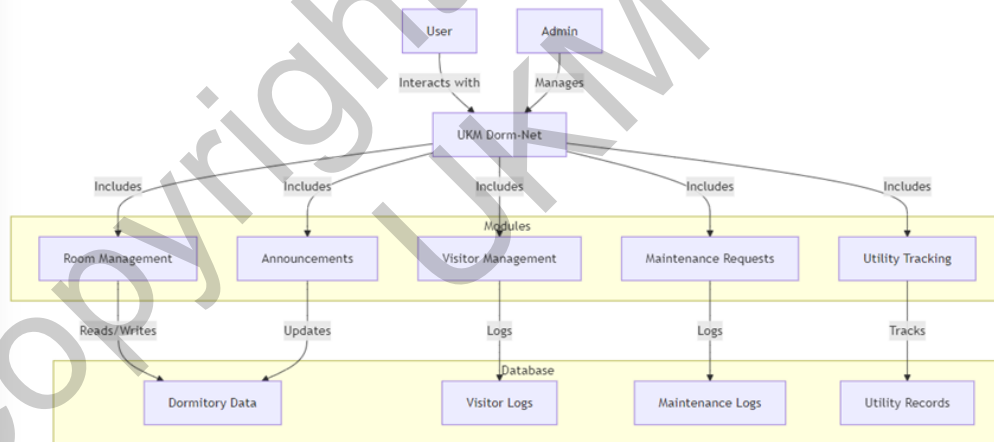 User
Admin
Interacts with
Manages
UKM Dorm-Net
Includes
Includes
Includes
Includes
Includes
Modules
Room Management
Announcements
Visitor Management
Maintenance Requests
Utility Tracking
Reads/Writes
Updates
Logs
Logs
Tracks
Database
Dormitory Data
Visitor Logs
Maintenance Logs
Utility Records
Copyright
UKM